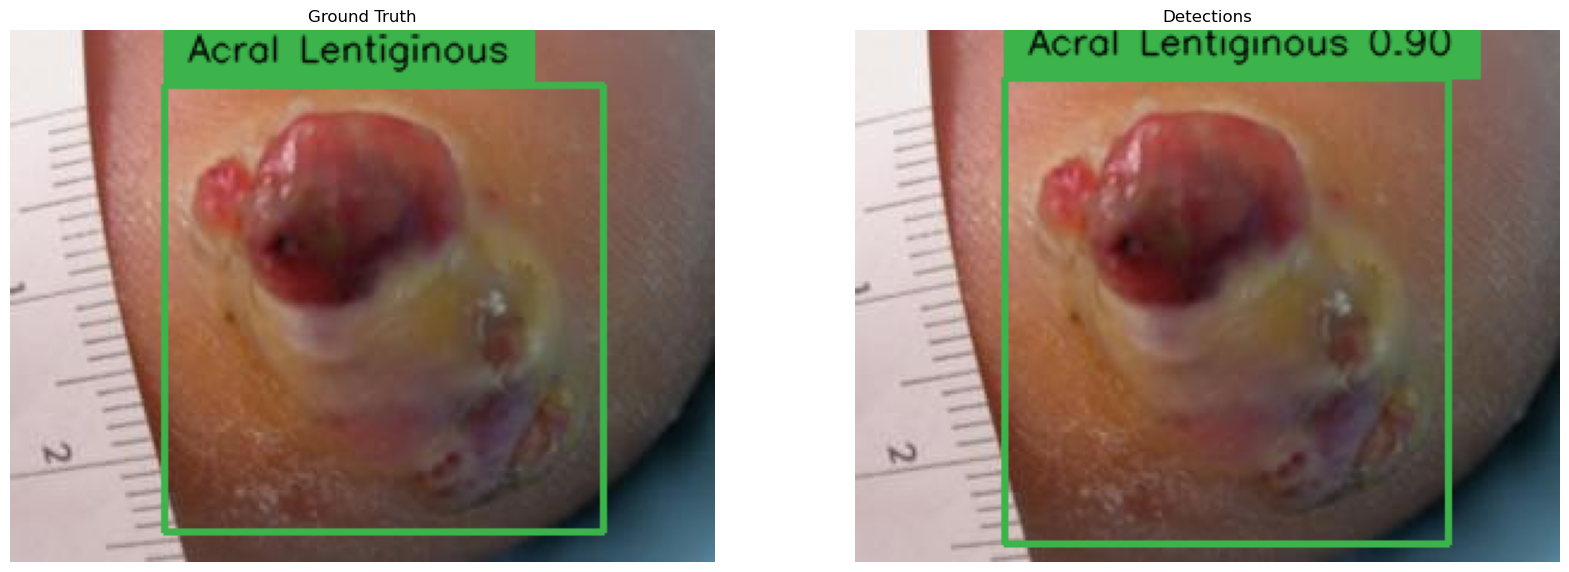 Ground Truth
Detections
Acral Lentiginous
Acral Lentiginous 0.90
1
2
1
2